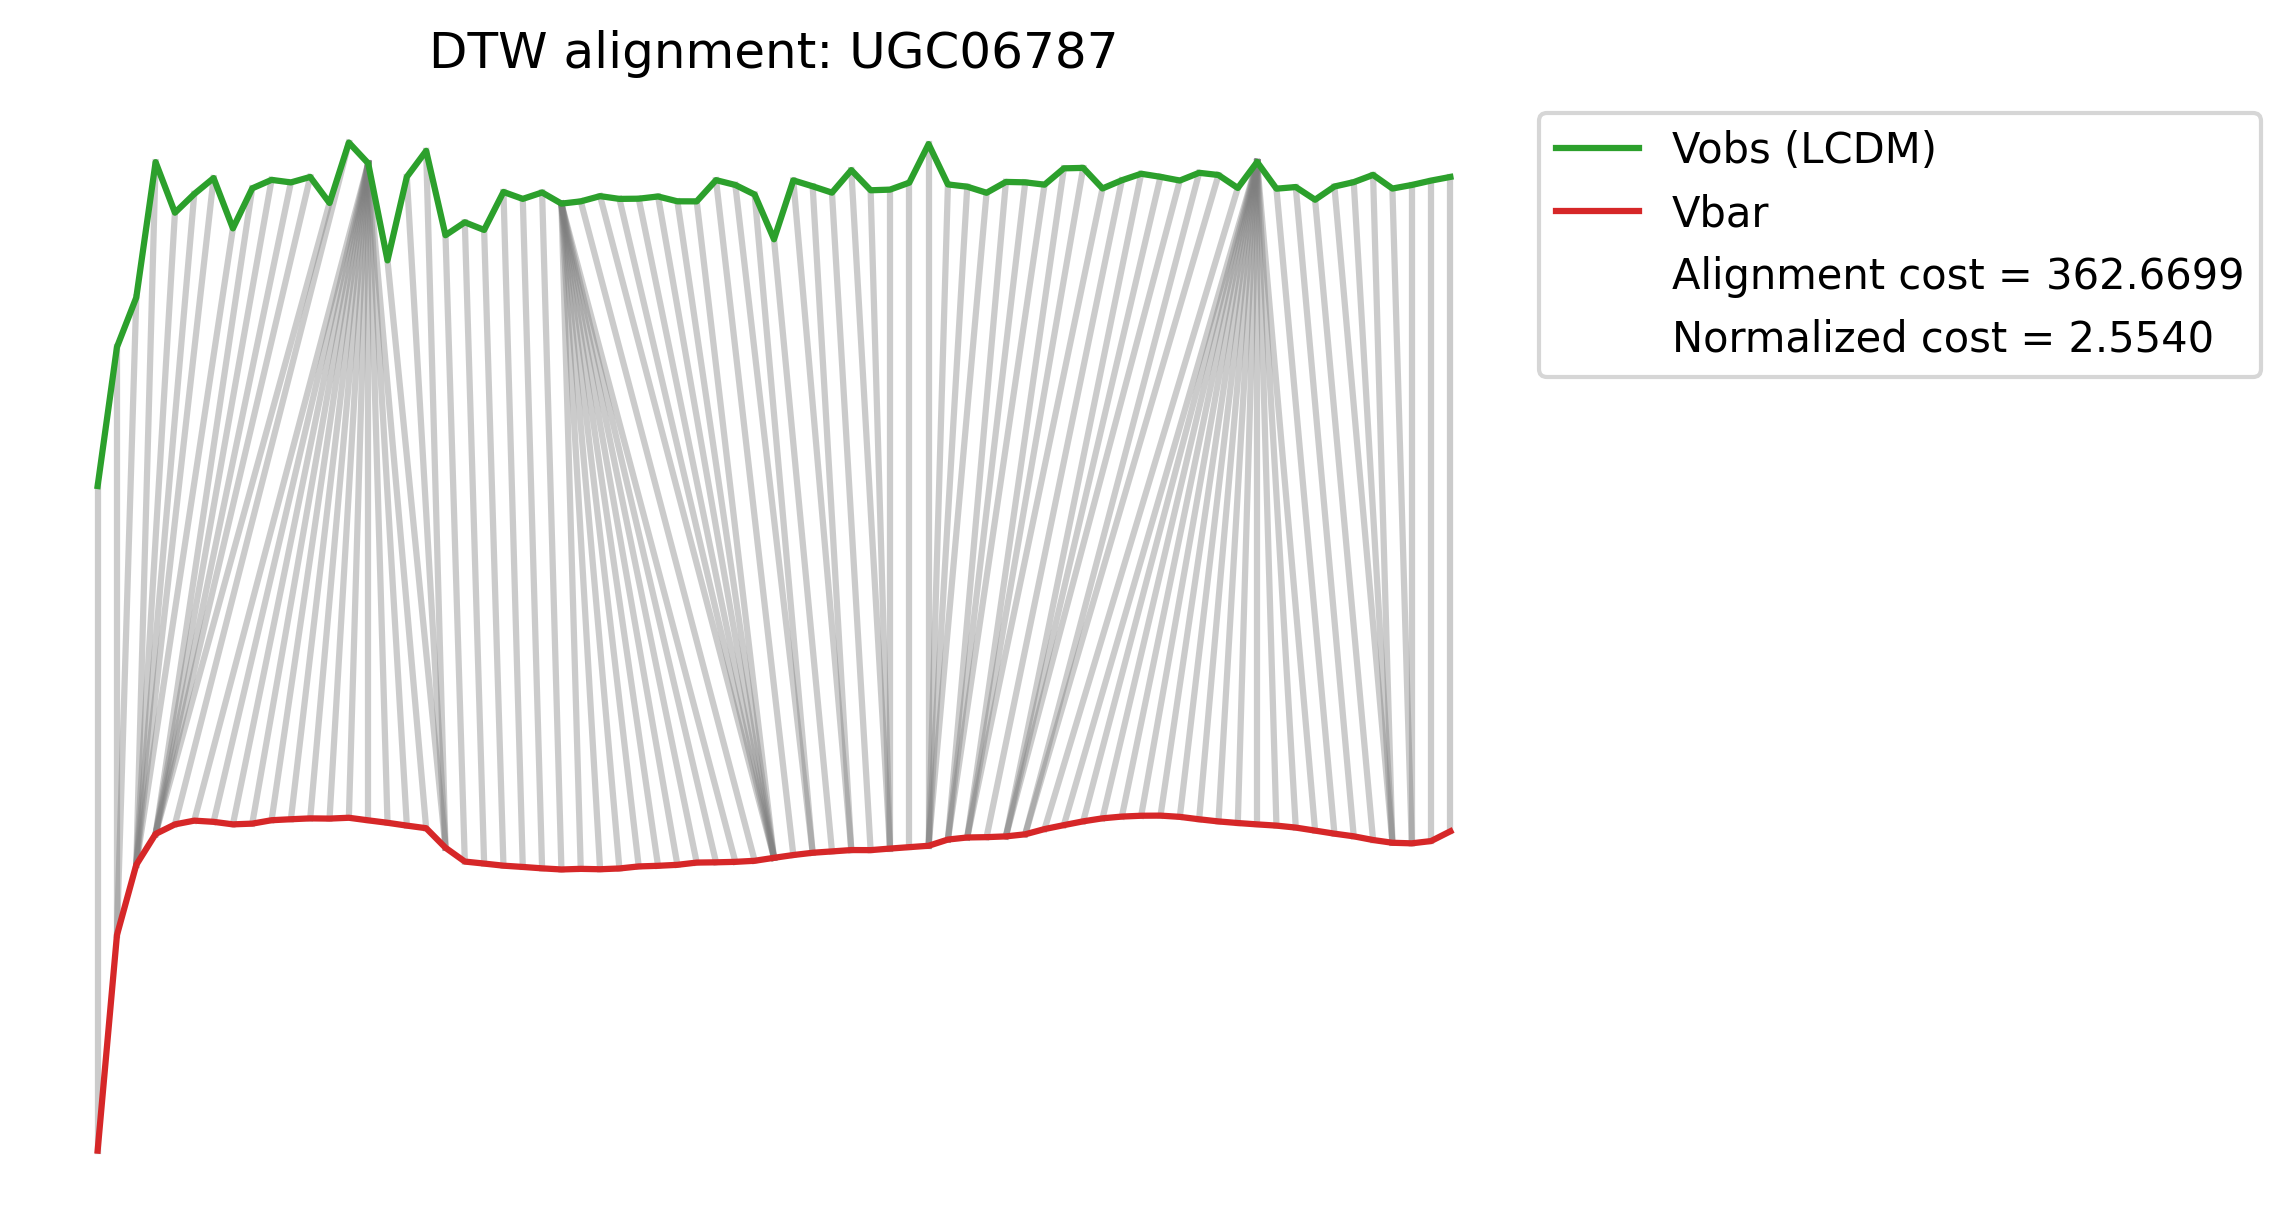 DTW alignment: UGC06787
Vobs (LCDM)
Vbar
Alignment cost = 362.6699
Normalized cost = 2.5540